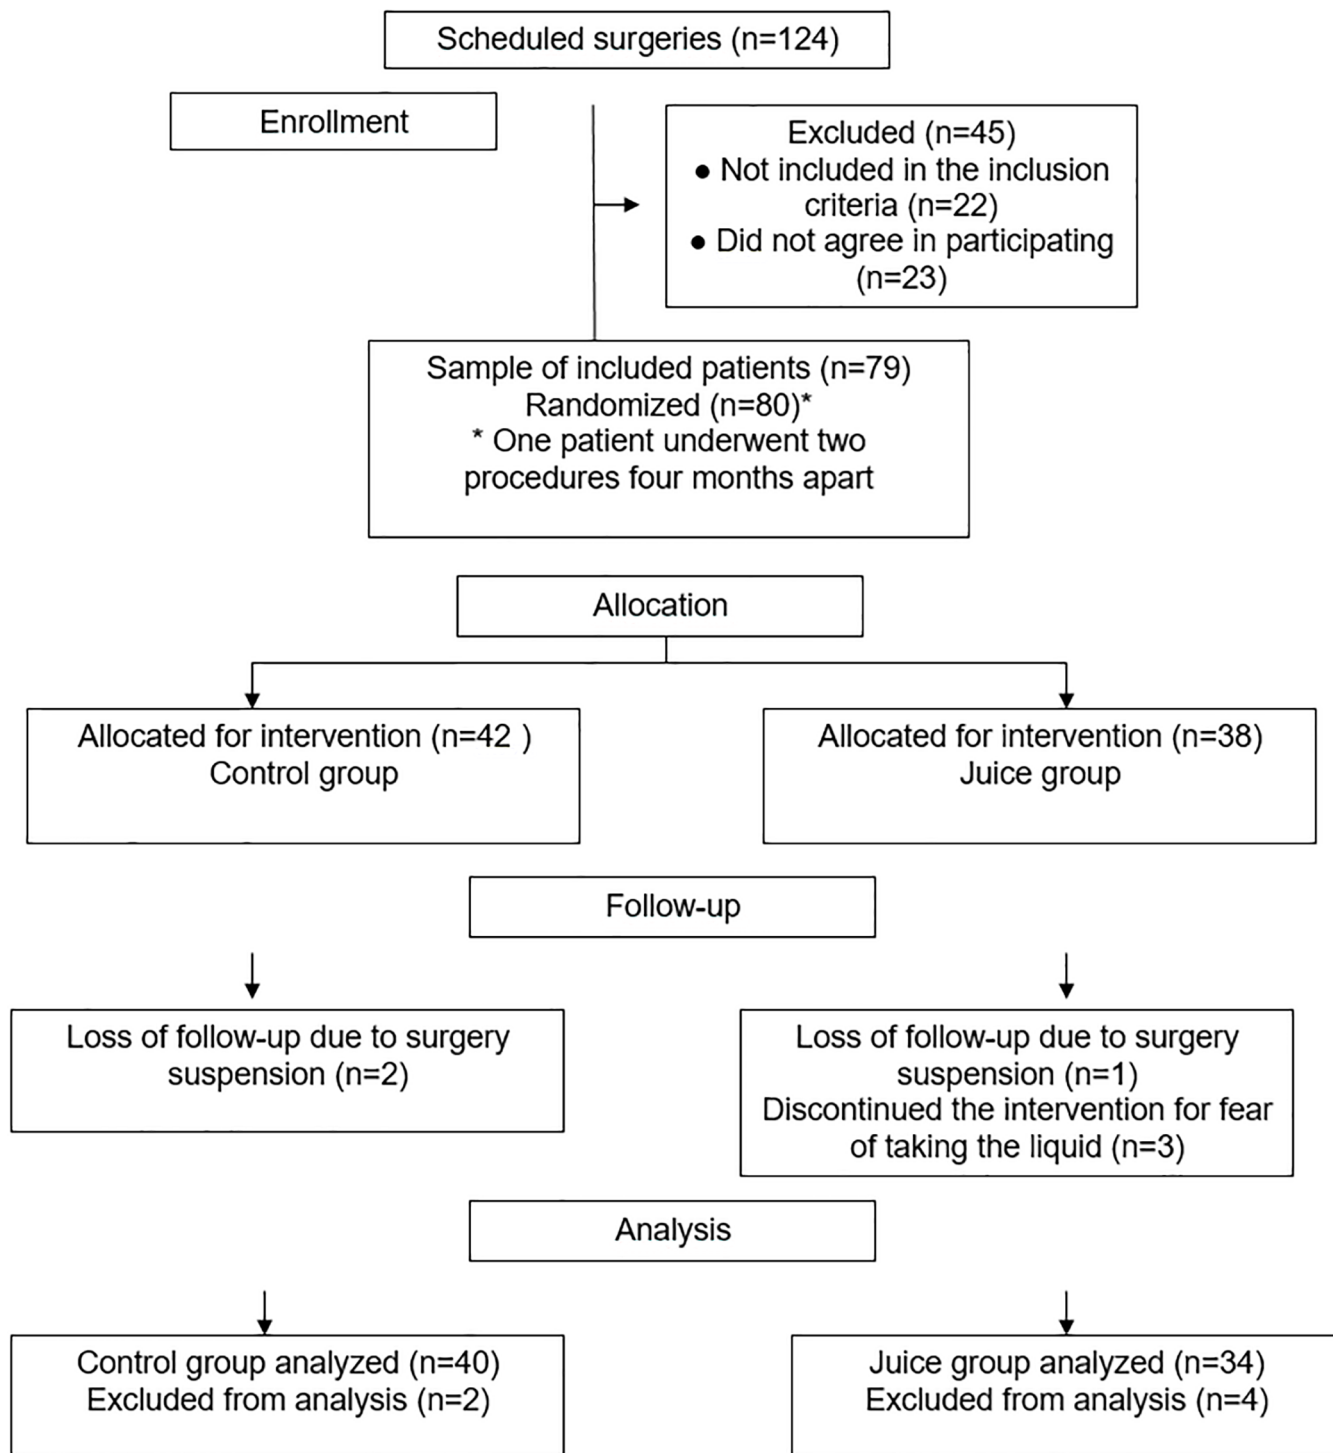 Scheduled surgeries (n=124)
Enrollment
Excluded (n=45)
● Not included in the inclusion
criteria (n=22)
● Did not agree in participating
(n=23)
Sample of included patients (n=79)
Randomized (n=80)*
* One patient underwent two
procedures four months apart
Allocation
Allocated for intervention (n=42 )
Control group
Allocated for intervention (n=38)
Juice group
Follow-up
Loss of follow-up due to surgery
suspension (n=2)
Loss of follow-up due to surgery
suspension (n=1)
Discontinued the intervention for fear
of taking the liquid (n=3)
Analysis
Control group analyzed (n=40)
Excluded from analysis (n=2)
Juice group analyzed (n=34)
Excluded from analysis (n=4)